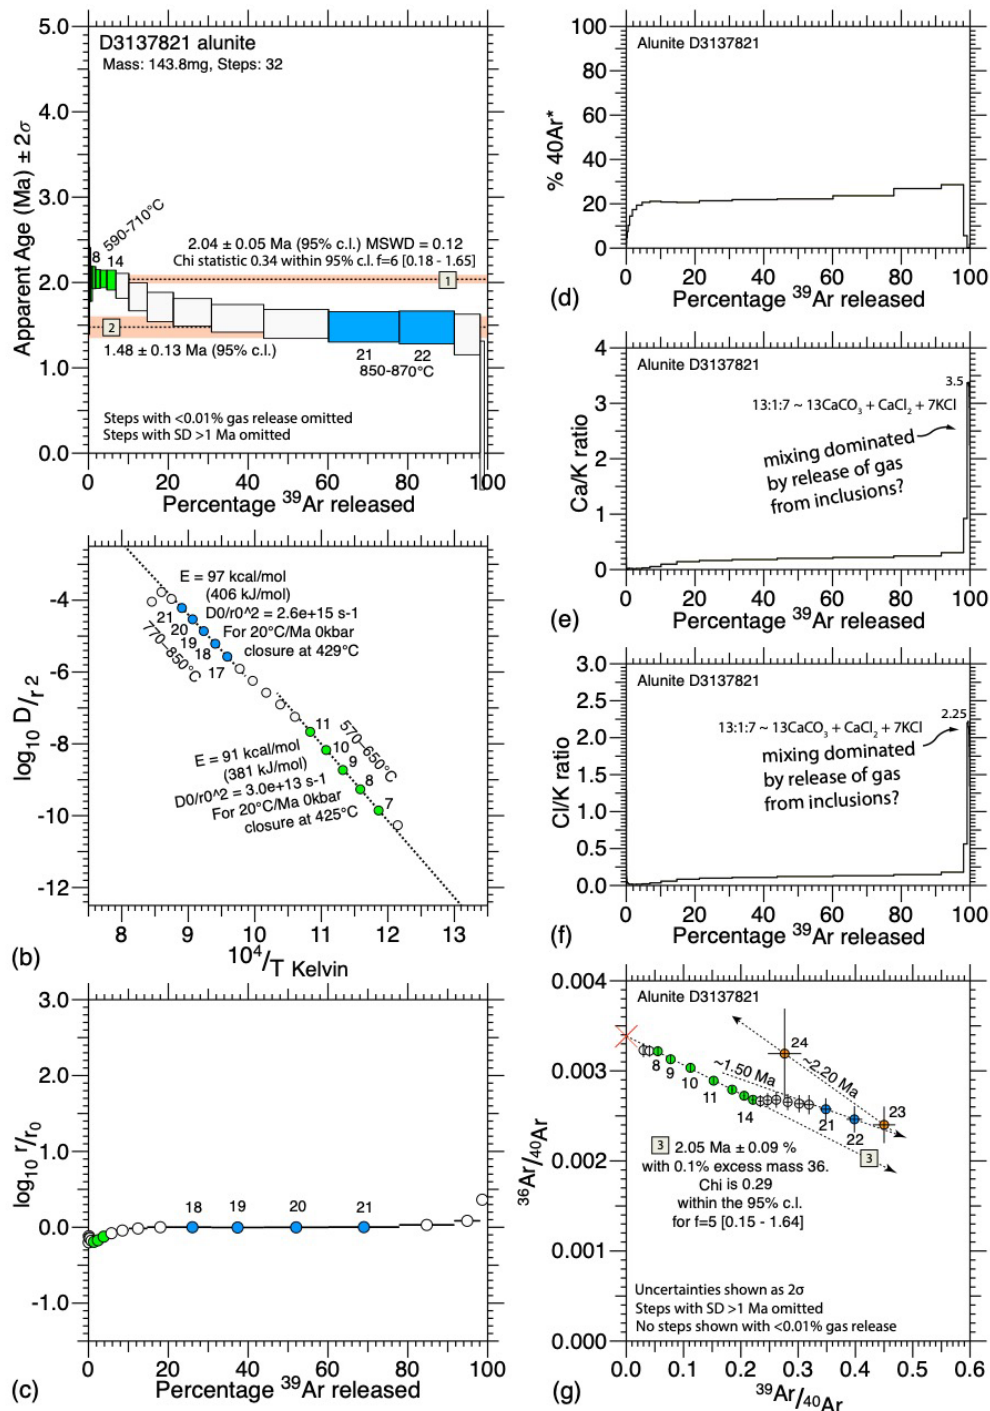 D3137821 alunite
Mass: 143.8mg, Steps: 32
5.0
4.0
3.0
2.0
1.0
0.0
Apparent Age (Ma) ± 2σ
590-710°C
8
14
2.04 ± 0.05 Ma (95% c.l.) MSWD = 0.12
Chi statistic 0.34 within 95% c.l. f=6 [0.18 - 1.65]
1
2
1.48 ± 0.13 Ma (95% c.l.)
21
22
850-870°C
Steps with <0.01% gas release omitted
Steps with SD >1 Ma omitted
0 20 40 60 80 100
Percentage ³⁹Ar released
-4
-6
-8
-10
-12
log₁₀ D/r 2
E = 97 kcal/mol
(406 kJ/mol)
D0/r0^2 = 2.6e+15 s-1
For 20°C/Ma 0kbar
closure at 429°C
21
20
19
18
17
770–850°C
570–650°C
11
10
9
8
7
E = 91 kcal/mol
(381 kJ/mol)
D0/r0^2 = 3.0e+13 s-1
For 20°C/Ma 0kbar
closure at 425°C
8 9 10 11 12 13
10⁴/T Kelvin
(b)
3.0
2.0
1.0
0.0
-1.0
log₁₀ r/r₀
18 19 20 21
0 20 40 60 80 100
Percentage ³⁹Ar released
(c)
Alunite D3137821
100
80
60
40
20
0
% 40Ar*
0 20 40 60 80 100
Percentage ³⁹Ar released
(d)
Alunite D3137821
4
3
2
1
0
Ca/K ratio
3.5
13:1:7 ~ 13CaCO₃ + CaCl₂ + 7KCl
mixing dominated
by release of gas
from inclusions?
0 20 40 60 80 100
Percentage ³⁹Ar released
(e)
Alunite D3137821
3.0
2.5
2.0
1.5
1.0
0.5
0.0
Cl/K ratio
2.25
13:1:7 ~ 13CaCO₃ + CaCl₂ + 7KCl
mixing dominated
by release of gas
from inclusions?
0 20 40 60 80 100
Percentage ³⁹Ar released
(f)
Alunite D3137821
0.004
0.003
0.002
0.001
0.000
³⁶Ar/⁴⁰Ar
24
~2.20 Ma
~1.50 Ma
8
9
10
11
14
21
22
23
3
3 2.05 Ma ± 0.09 %
with 0.1% excess mass 36.
Chi is 0.29
within the 95% c.l.
for f=5 [0.15 - 1.64]
Uncertainties shown as 2σ
Steps with SD >1 Ma omitted
No steps shown with <0.01% gas release
0.0 0.1 0.2 0.3 0.4 0.5 0.6
³⁹Ar/⁴⁰Ar
(g)